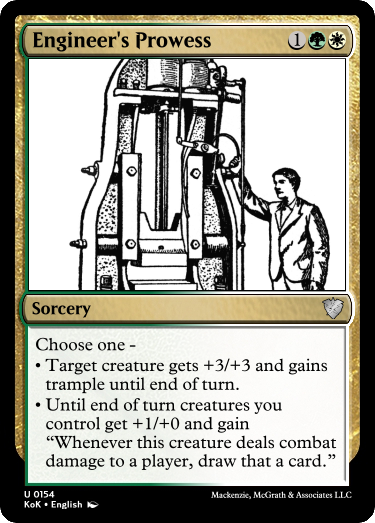 Engineer's Prowess 1
Sorcery
Choose one -
• Target creature gets +3/+3 and gains
trample until end of turn.
• Until end of turn creatures you
control get +1/+0 and gain
“Whenever this creature deals combat
damage to a player, draw that a card.”
U 0154
KoK • English
Mackenzie, McGrath & Associates LLC